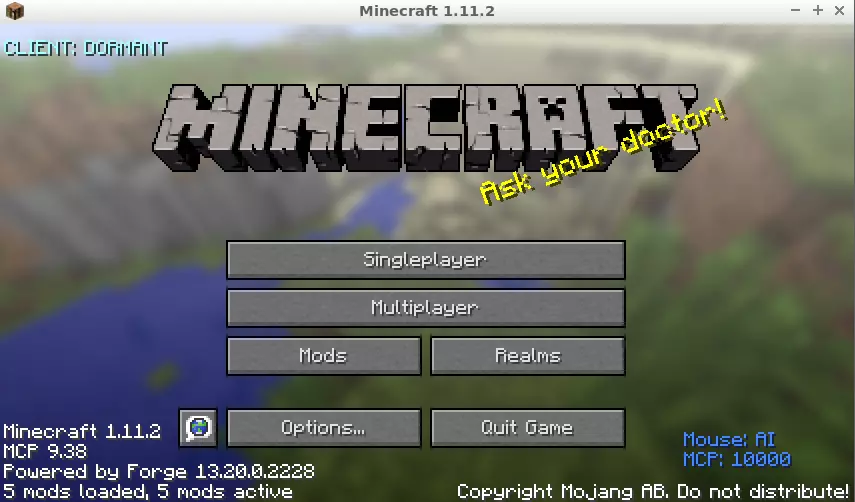 Minecraft 1.11.2
CLIENT: DORMANT
MINECRAFT
Ask your doctor!
Singleplayer
Multiplayer
Mods
Realms
Options...
Quit Game
Minecraft 1.11.2
MCP 9.38
Powered by Forge 13.20.0.2228
5 mods loaded, 5 mods active
Mouse: AI
MCP: 10000
Copyright Mojang AB. Do not distribute!